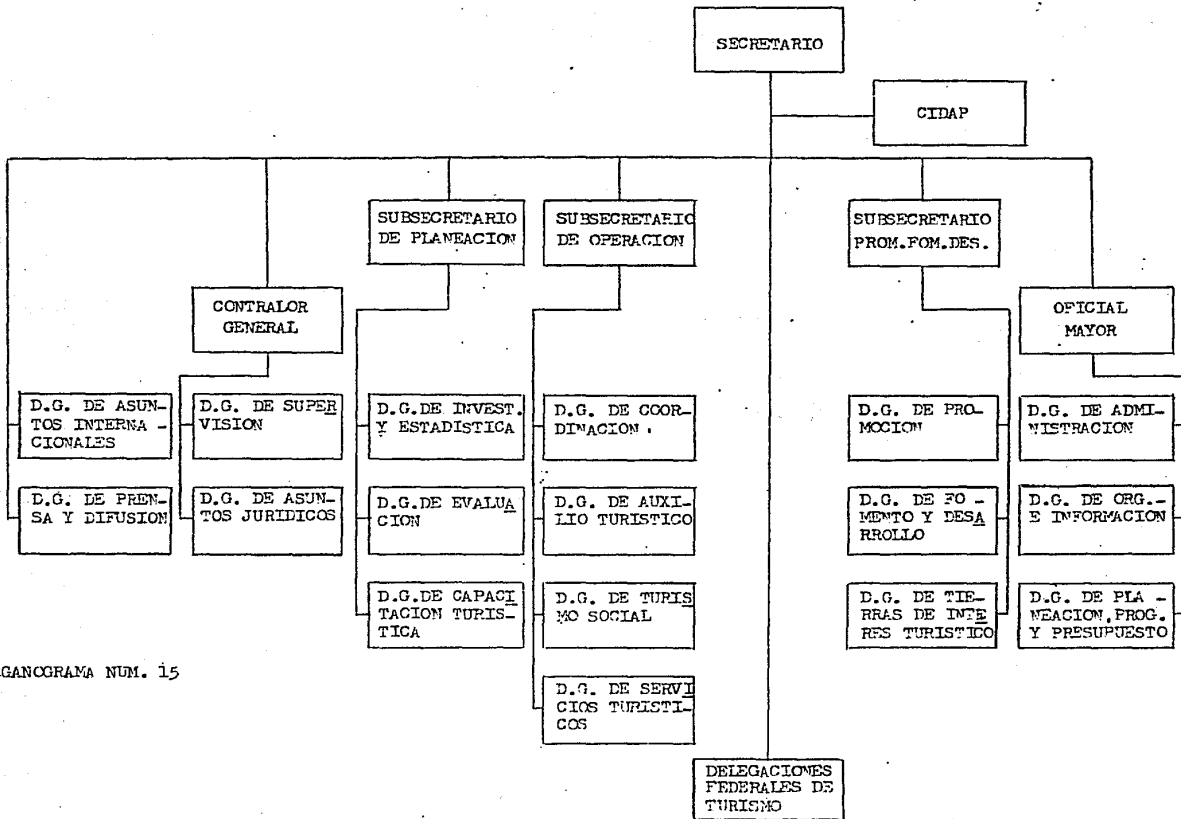 SECRETARIO
CIDAP
SUBSECRETARIO
DE PLANEACION
SUBSECRETARIO
DE OPERACION
SUBSECRETARIO
PROM.FOM.DES.
CONTRALOR
GENERAL
OFICIAL
MAYOR
D.G. DE ASUN-
TOS INTERNA -
CIONALES
D.G. DE SUPER
VISION
D.G.DE INVEST.
Y ESTADISTICA
D.G. DE COOR-
DINACION .
D.G. DE PRO-
MOCION
D.G. DE ADMI-
NISTRACION
D.G. DE PREN-
SA Y DIFUSION
D.G. DE ASUN-
TOS JURIDICOS
D.G.DE EVALUA
CION
D.G. DE AUXI-
LIO TURISTICO
D.G. DE FO -
MENTO Y DESA
RROLLO
D.G. DE ORG.-
E INFORMACION
D.G.DE CAPACI
TACION TURIS-
TICA
D.G. DE TURIS
MO SOCIAL
D.G. DE TIE-
RRAS DE INTE
RES TURISTICO
D.G. DE PLA -
NEACION,PROG.
Y PRESUPUESTO
GANOGRAMA NUM. 15
D.G. DE SERVI
CIOS TURISTI-
COS
DELEGACIONES
FEDERALES DE
TURISMO